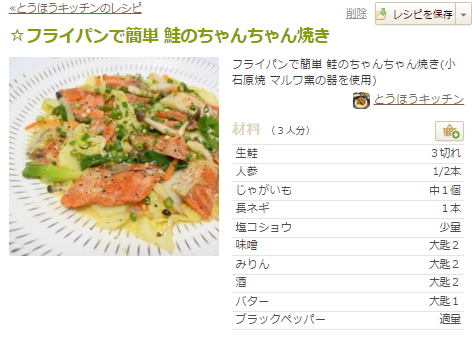 «とうほうキッチンのレシピ
削除 レシピを保存
☆フライパンで簡単 鮭のちゃんちゃん焼き
フライパンで簡単 鮭のちゃんちゃん焼き(小
石原焼 マルワ窯の器を使用)
とうほうキッチン
材料 (3人分)
生鮭 3切れ
人参 1/2本
じゃがいも 中1個
長ネギ 1本
塩コショウ 少量
味噌 大匙2
みりん 大匙2
酒 大匙2
バター 大匙1
ブラックペッパー 適量